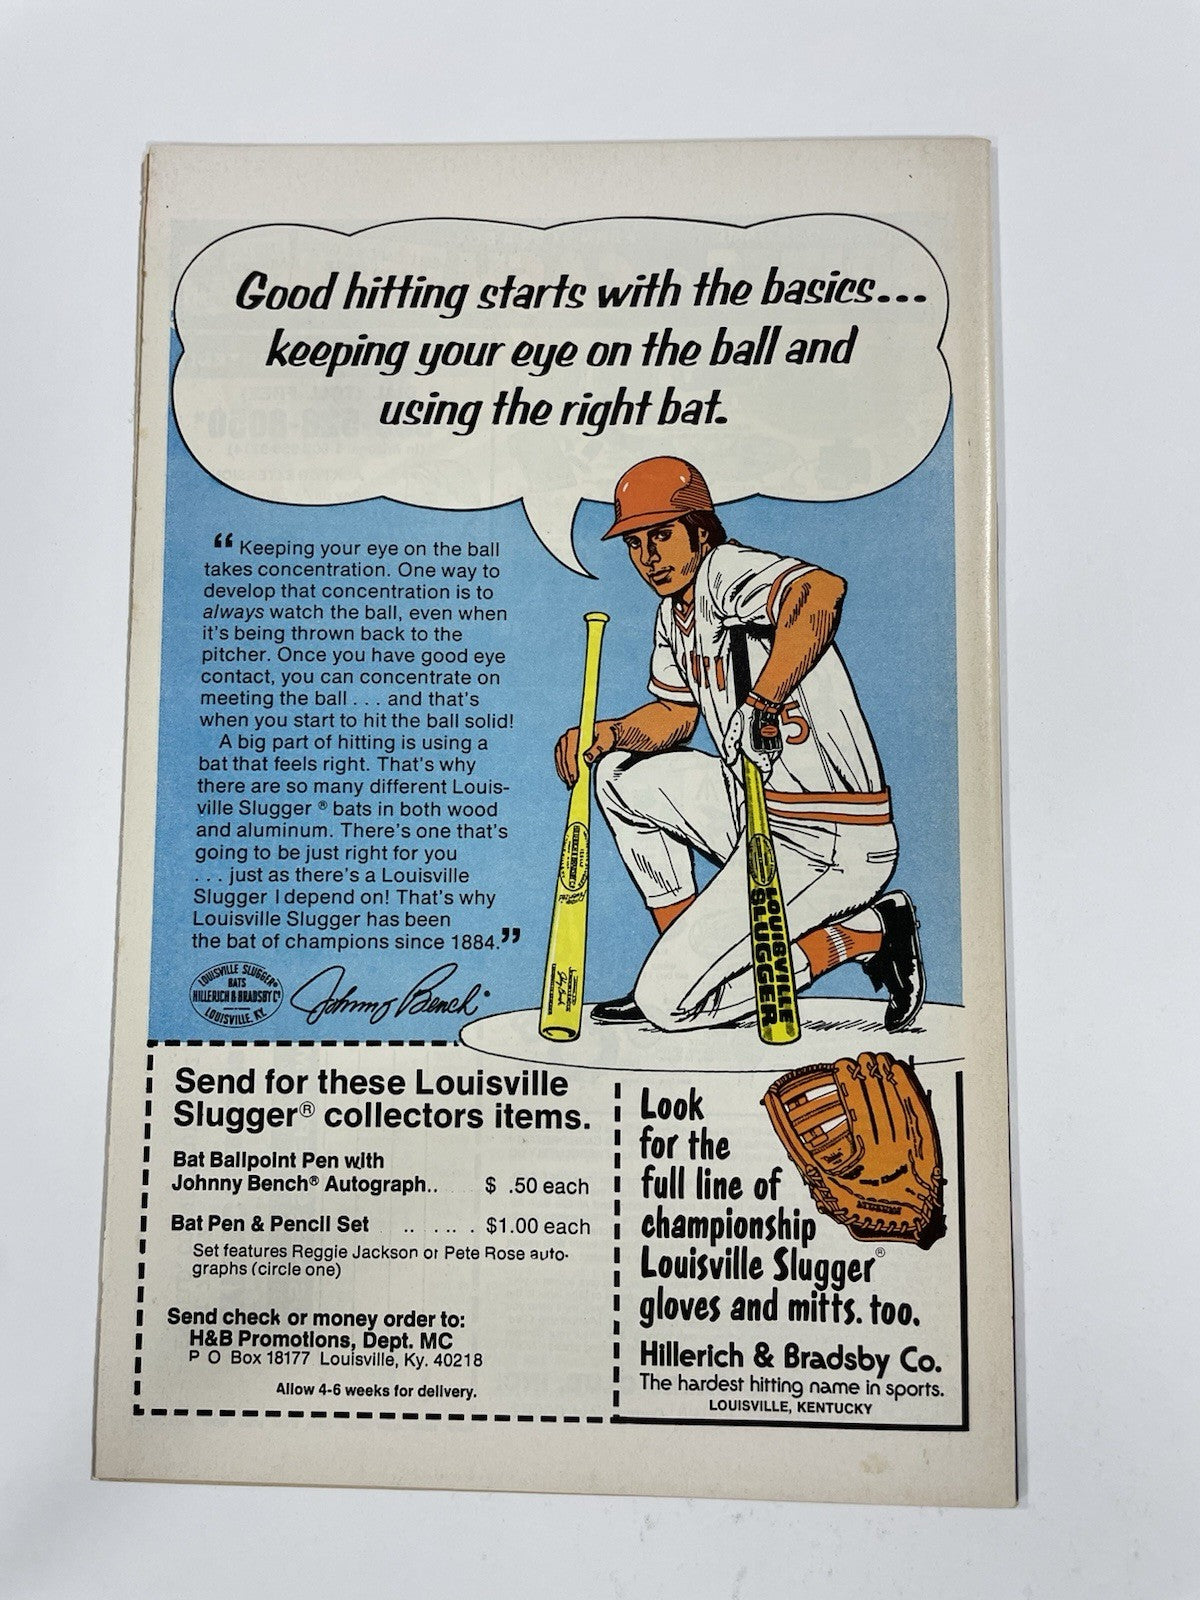 Good hitting starts with the basics...
keeping your eye on the ball and
using the right bat.
“ Keeping your eye on the ball
takes concentration. One way to
develop that concentration is to
always watch the ball, even when
it's being thrown back to the
pitcher. Once you have good eye
contact, you can concentrate on
meeting the ball . . . and that's
when you start to hit the ball solid!
A big part of hitting is using a
bat that feels right. That's why
there are so many different Louis-
ville Slugger ® bats in both wood
and aluminum. There's one that's
going to be just right for you
. . . just as there's a Louisville
Slugger I depend on! That's why
Louisville Slugger has been
the bat of champions since 1884.”
LOUISVILLE SLUGGER®
BATS
HILLERICH & BRADSBY Co
LOUISVILLE, KY.
Johnny Bench
5
LOUISVILLE
SLUGGER
Send for these Louisville
Slugger® collectors items.
Bat Ballpoint Pen with
Johnny Bench® Autograph.. $ .50 each
Bat Pen & Pencil Set .. .. . . $1.00 each
Set features Reggie Jackson or Pete Rose auto-
graphs (circle one)
Send check or money order to:
H&B Promotions, Dept. MC
P O Box 18177 Louisville, Ky. 40218
Allow 4-6 weeks for delivery.
Look
for the
full line of
championship
Louisville Slugger®
gloves and mitts. too.
Hillerich & Bradsby Co.
The hardest hitting name in sports.
LOUISVILLE, KENTUCKY